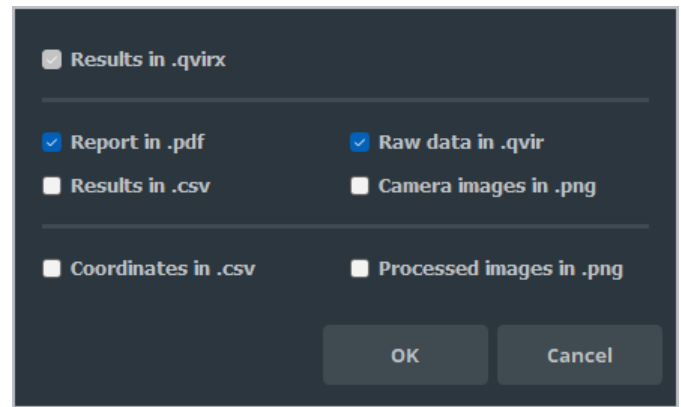 Results in .qvirx
Report in .pdf
Raw data in .qvir
Results in .csv
Camera images in .png
Coordinates in .csv
Processed images in .png
OK
Cancel